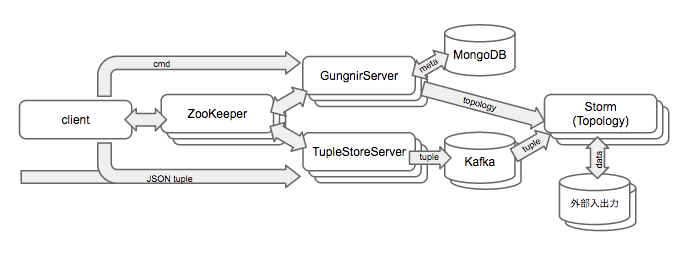 cmd
client
ZooKeeper
GungnirServer
meta
MongoDB
topology
Storm
(Topology)
TupleStoreServer
tuple
Kafka
tuple
data
JSON tuple
外部入出力